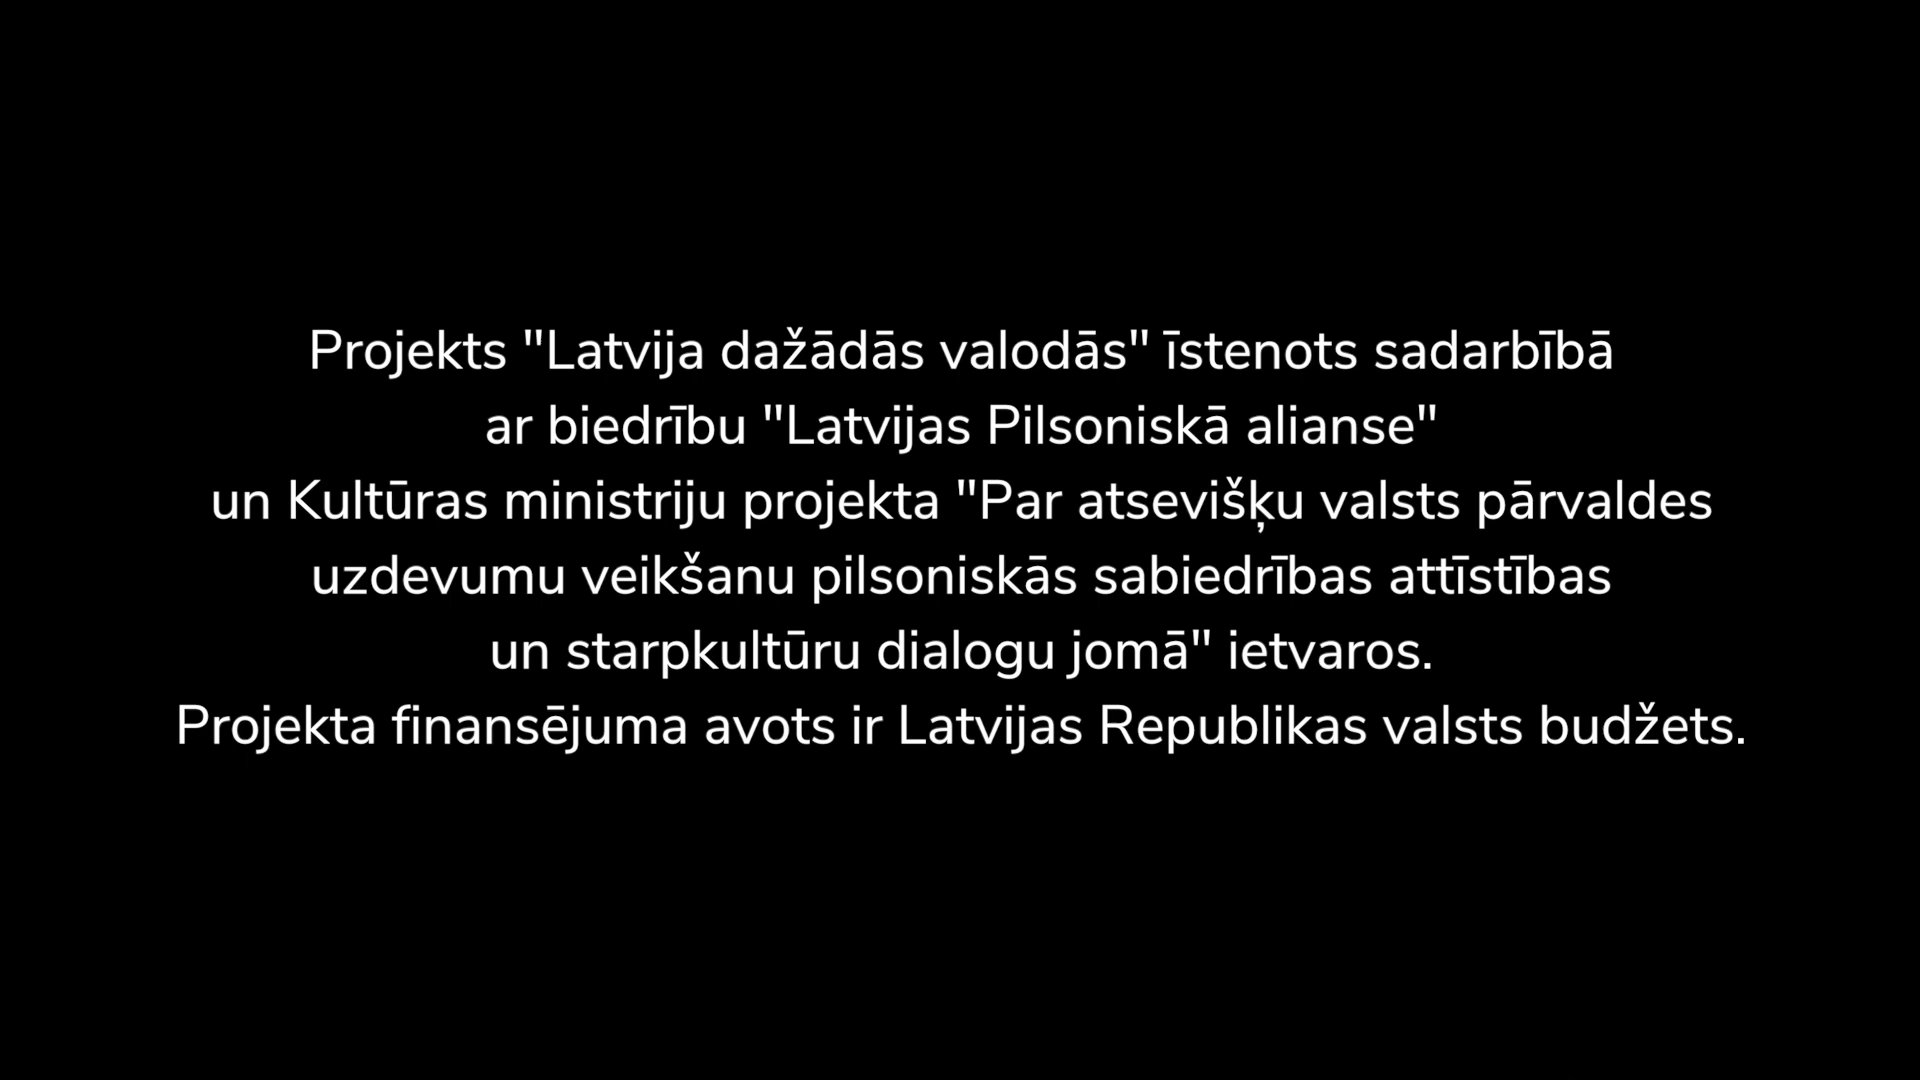 Projekts "Latvija dažādās valodās" īstenots sadarbībā
ar biedrību "Latvijas Pilsoniskā alianse"
un Kultūras ministriju projekta "Par atsevišķu valsts pārvaldes
uzdevumu veikšanu pilsoniskās sabiedrības attīstības
un starpkultūru dialogu jomā" ietvaros.
Projekta finansējuma avots ir Latvijas Republikas valsts budžets.